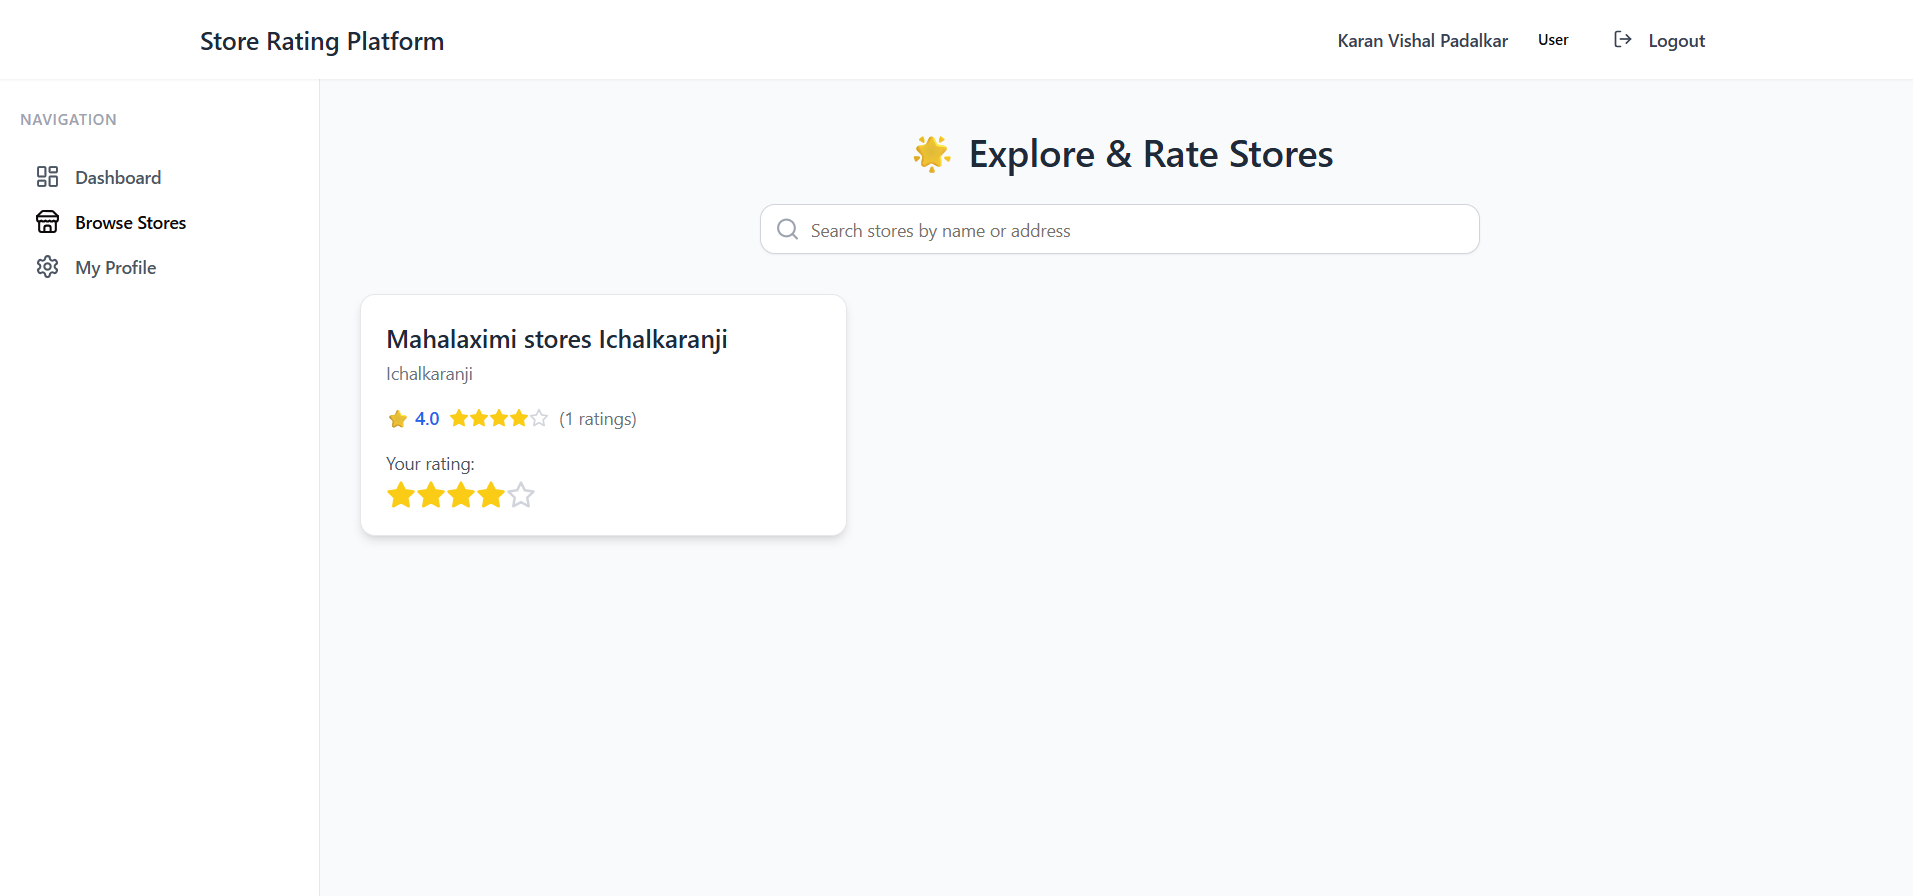 Store Rating Platform
Karan Vishal Padalkar User Logout
NAVIGATION
Dashboard
Browse Stores
My Profile
Explore & Rate Stores
Search stores by name or address
Mahalaximi stores Ichalkaranji
Ichalkaranji
4.0 (1 ratings)
Your rating: